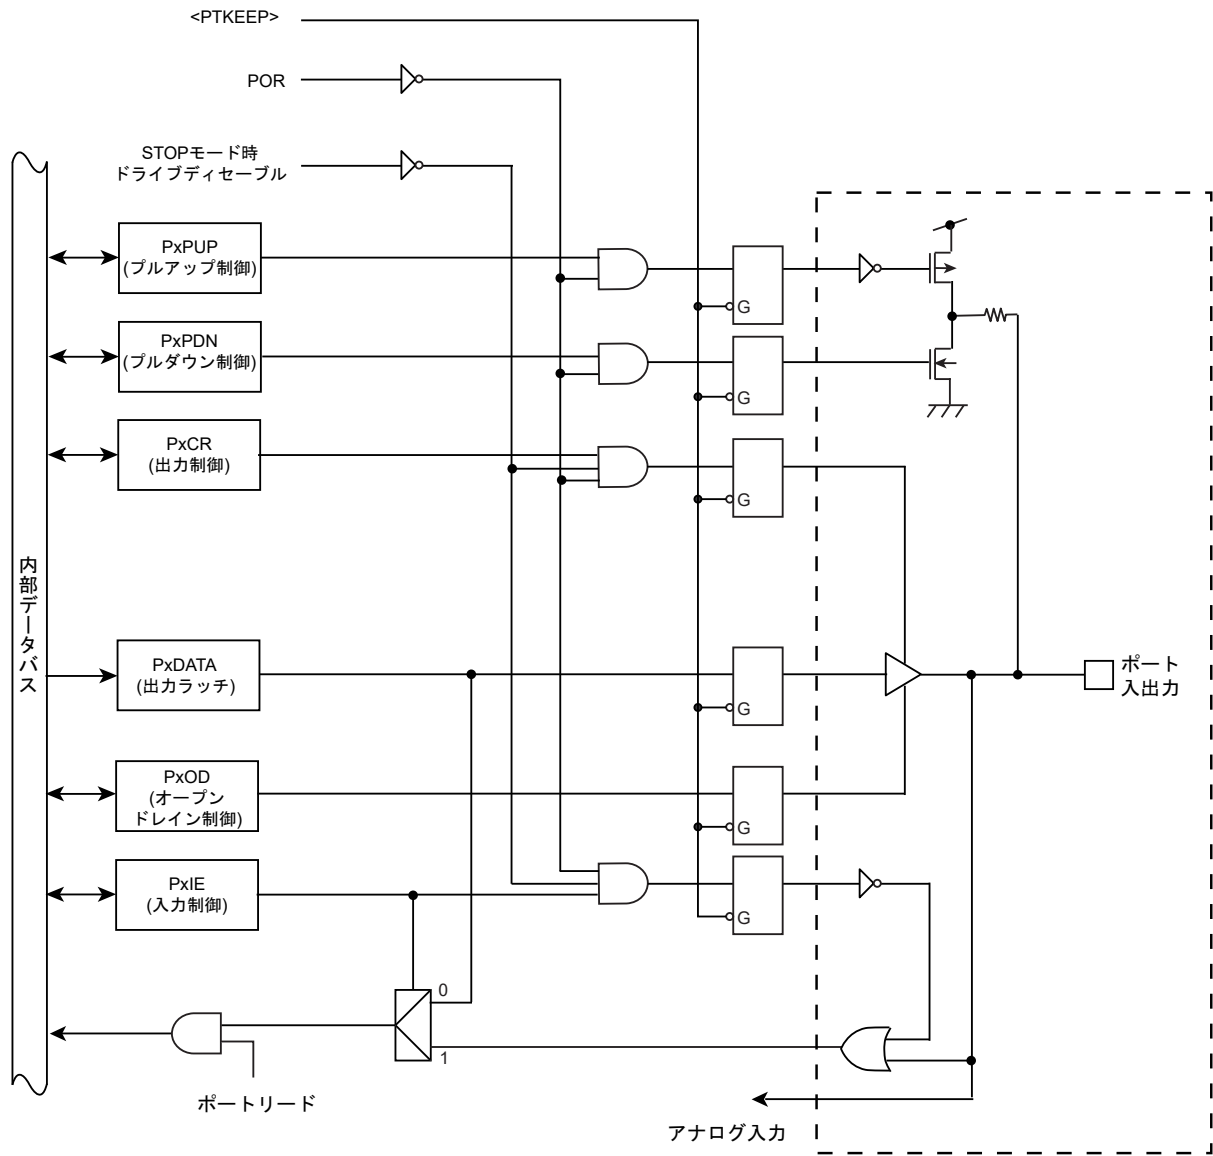 <PTKEEP>
POR
STOPモード時
ドライブディセーブル
PxPUP
(プルアップ制御)
G
PxPDN
(プルダウン制御)
G
PxCR
(出力制御)
G
内部データバス
PxDATA
(出力ラッチ)
G
ポート
入出力
PxOD
(オープン
ドレイン制御)
G
PxIE
(入力制御)
G
0
1
ポートリード
アナログ入力